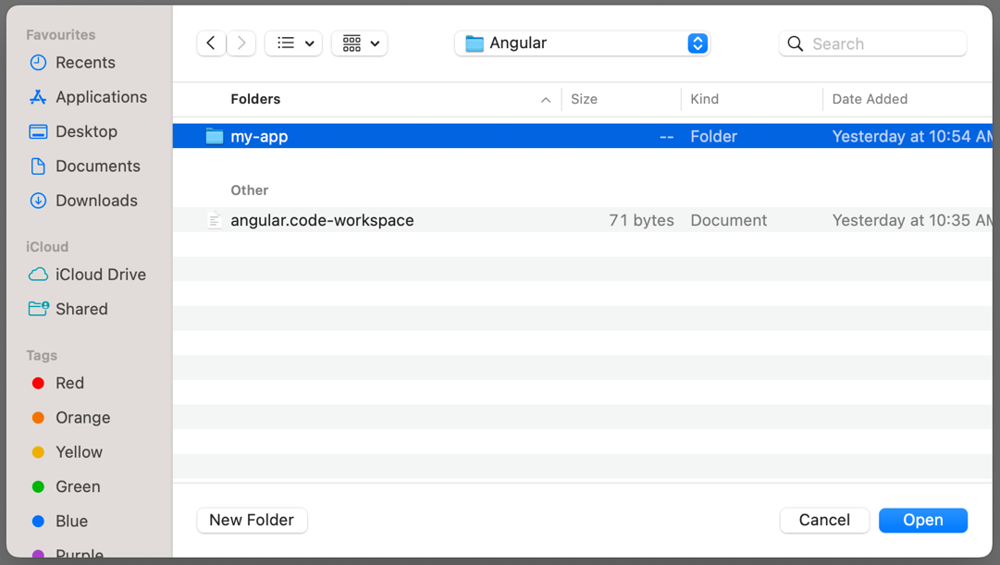 Favourites
Recents
Applications
Desktop
Documents
Downloads
iCloud
iCloud Drive
Shared
Tags
Red
Orange
Yellow
Green
Blue
Purple
Angular
Search
Folders Size Kind Date Added
my-app -- Folder Yesterday at 10:54 AM
Other
angular.code-workspace 71 bytes Document Yesterday at 10:35 AM
New Folder Cancel Open